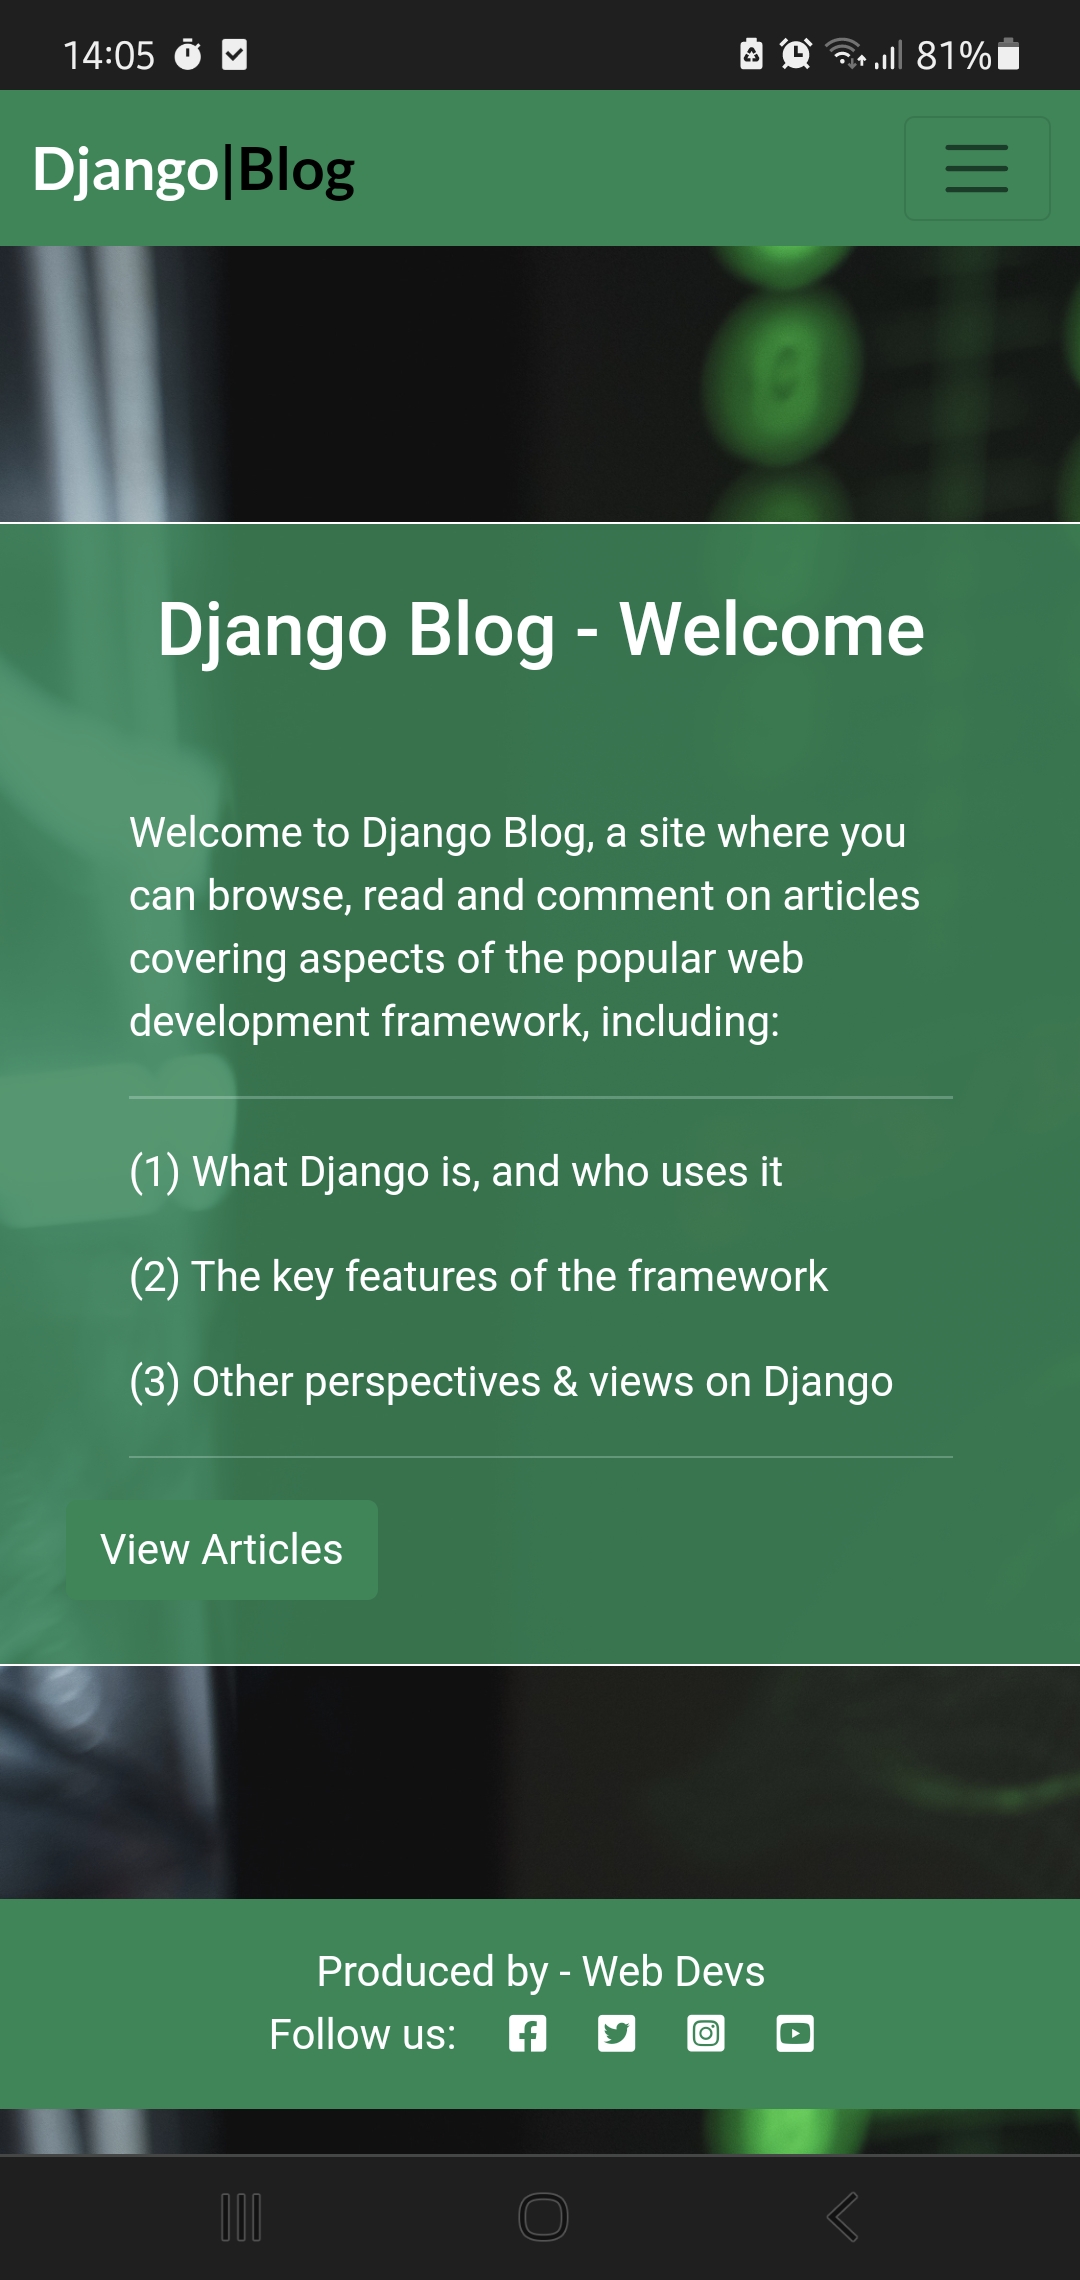 14:05
81%
Django|Blog
Django Blog - Welcome
Welcome to Django Blog, a site where you
can browse, read and comment on articles
covering aspects of the popular web
development framework, including:
(1) What Django is, and who uses it
(2) The key features of the framework
(3) Other perspectives & views on Django
View Articles
Produced by - Web Devs
Follow us: